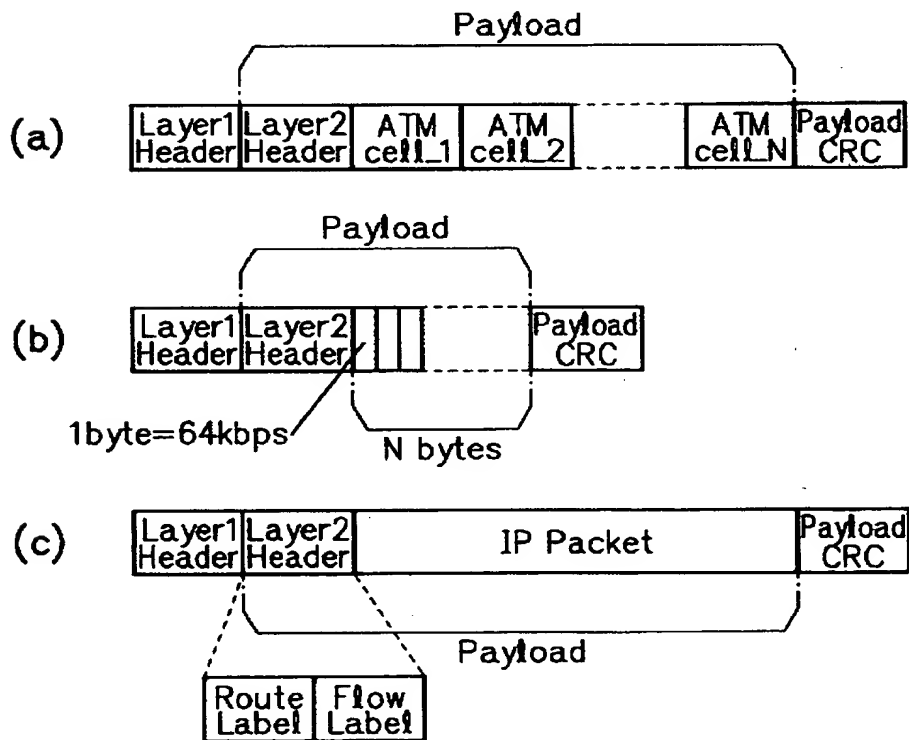 Payload
(a)
Layer1
Header
Layer2
Header
ATM
cell_1
ATM
cell_2
ATM
cell_N
Payload
CRC
Payload
(b)
Layer1
Header
Layer2
Header
Payload
CRC
1byte=64kbps
N bytes
(c)
Layer1
Header
Layer2
Header
IP Packet
Payload
CRC
Payload
Route
Label
Flow
Label